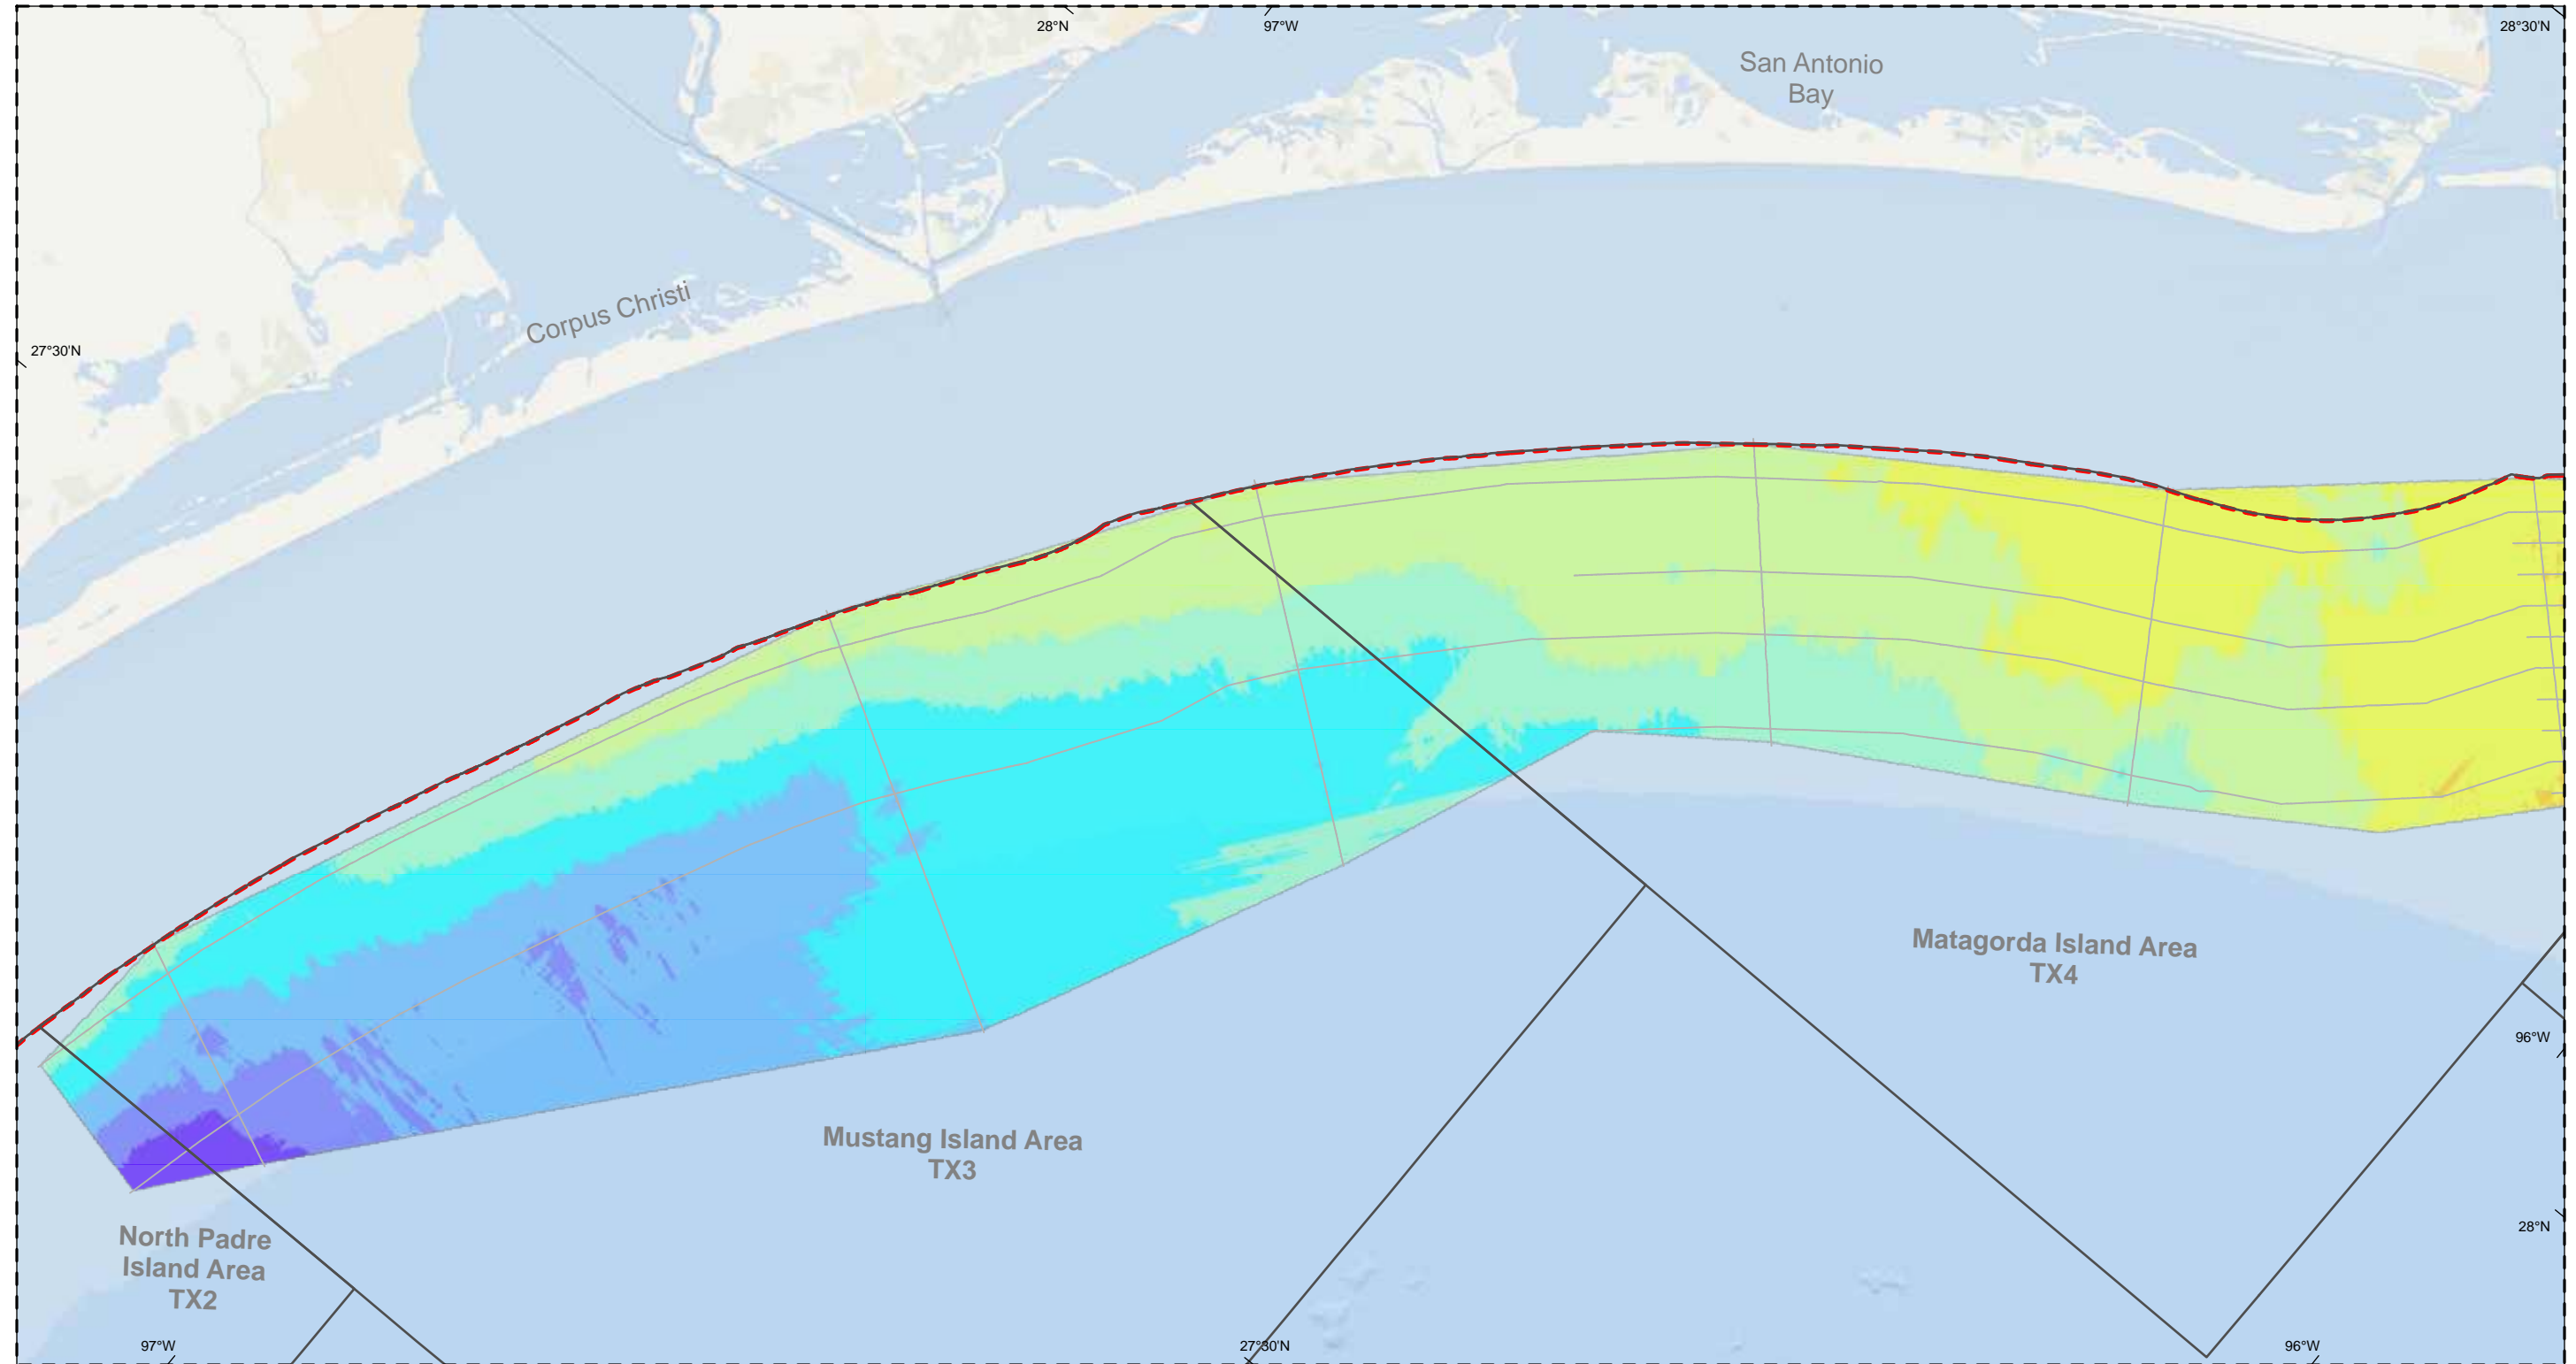 28°N
97°W
28°30'N
San Antonio
Bay
Corpus Christi
27°30'N
Matagorda Island Area
TX4
96°W
Mustang Island Area
TX3
28°N
North Padre
Island Area
TX2
97°W
27°30'N
96°W